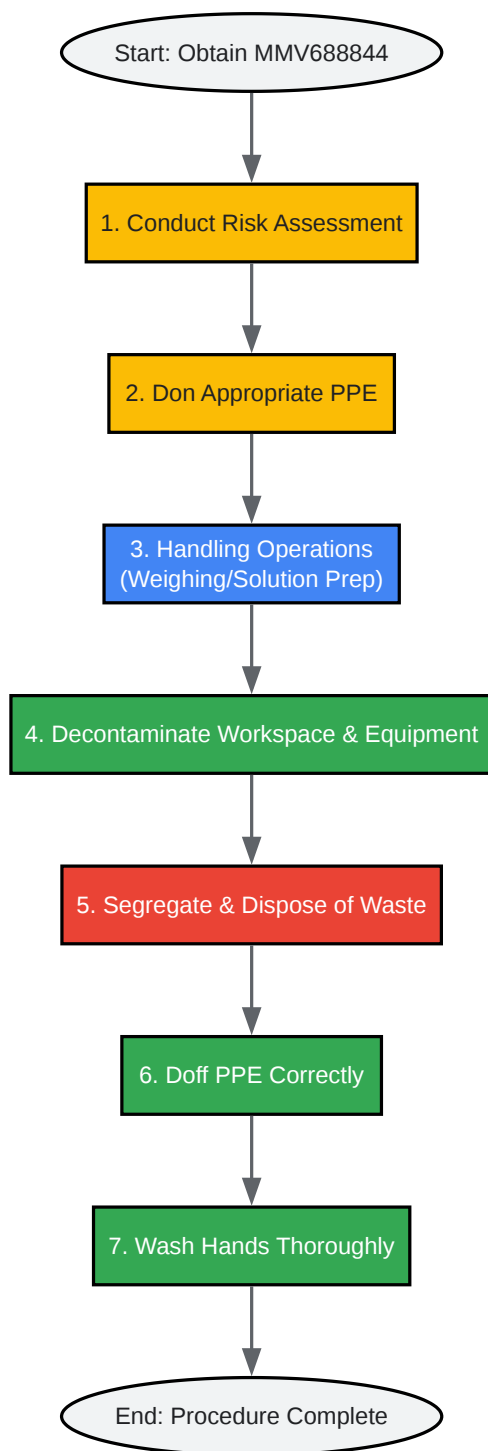 Start: Obtain MMV688844
1. Conduct Risk Assessment
2. Don Appropriate PPE
3. Handling Operations
(Weighing/Solution Prep)
4. Decontaminate Workspace & Equipment
5. Segregate & Dispose of Waste
6. Doff PPE Correctly
7. Wash Hands Thoroughly
End: Procedure Complete